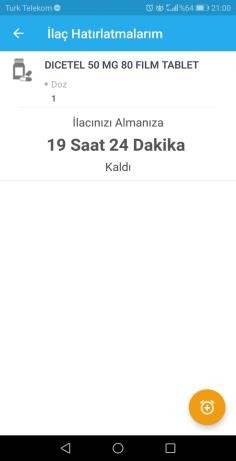 Turk Telekom %64 21:00
İlaç Hatırlatmalarım
DICETEL 50 MG 80 FILM TABLET
• Doz
1
İlacınızı Almanıza
19 Saat 24 Dakika
Kaldı